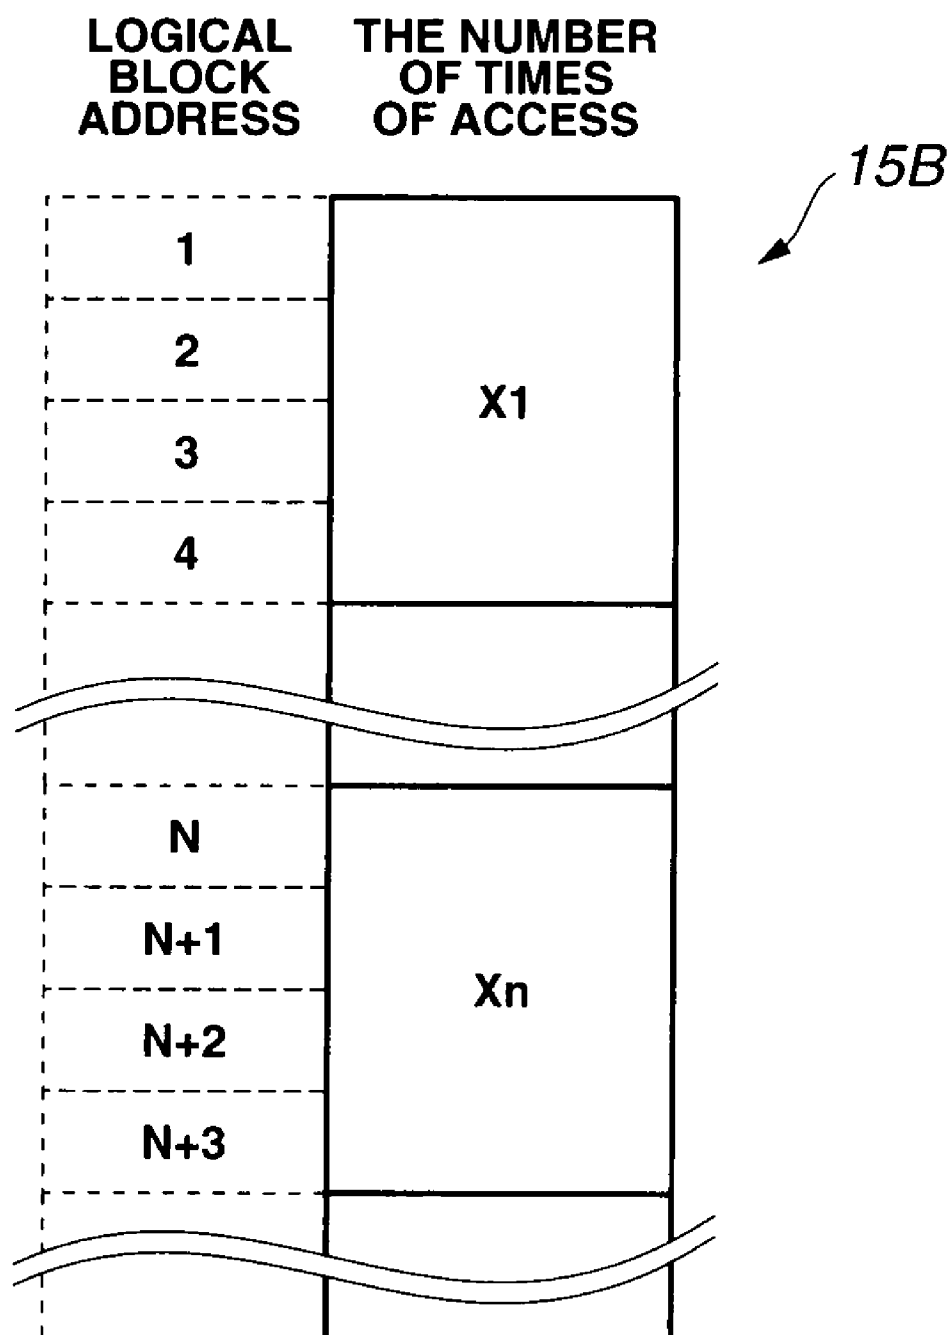 LOGICAL
BLOCK
ADDRESS
THE NUMBER
OF TIMES
OF ACCESS
15B
1
2
3
4
X1
N
N+1
N+2
N+3
Xn